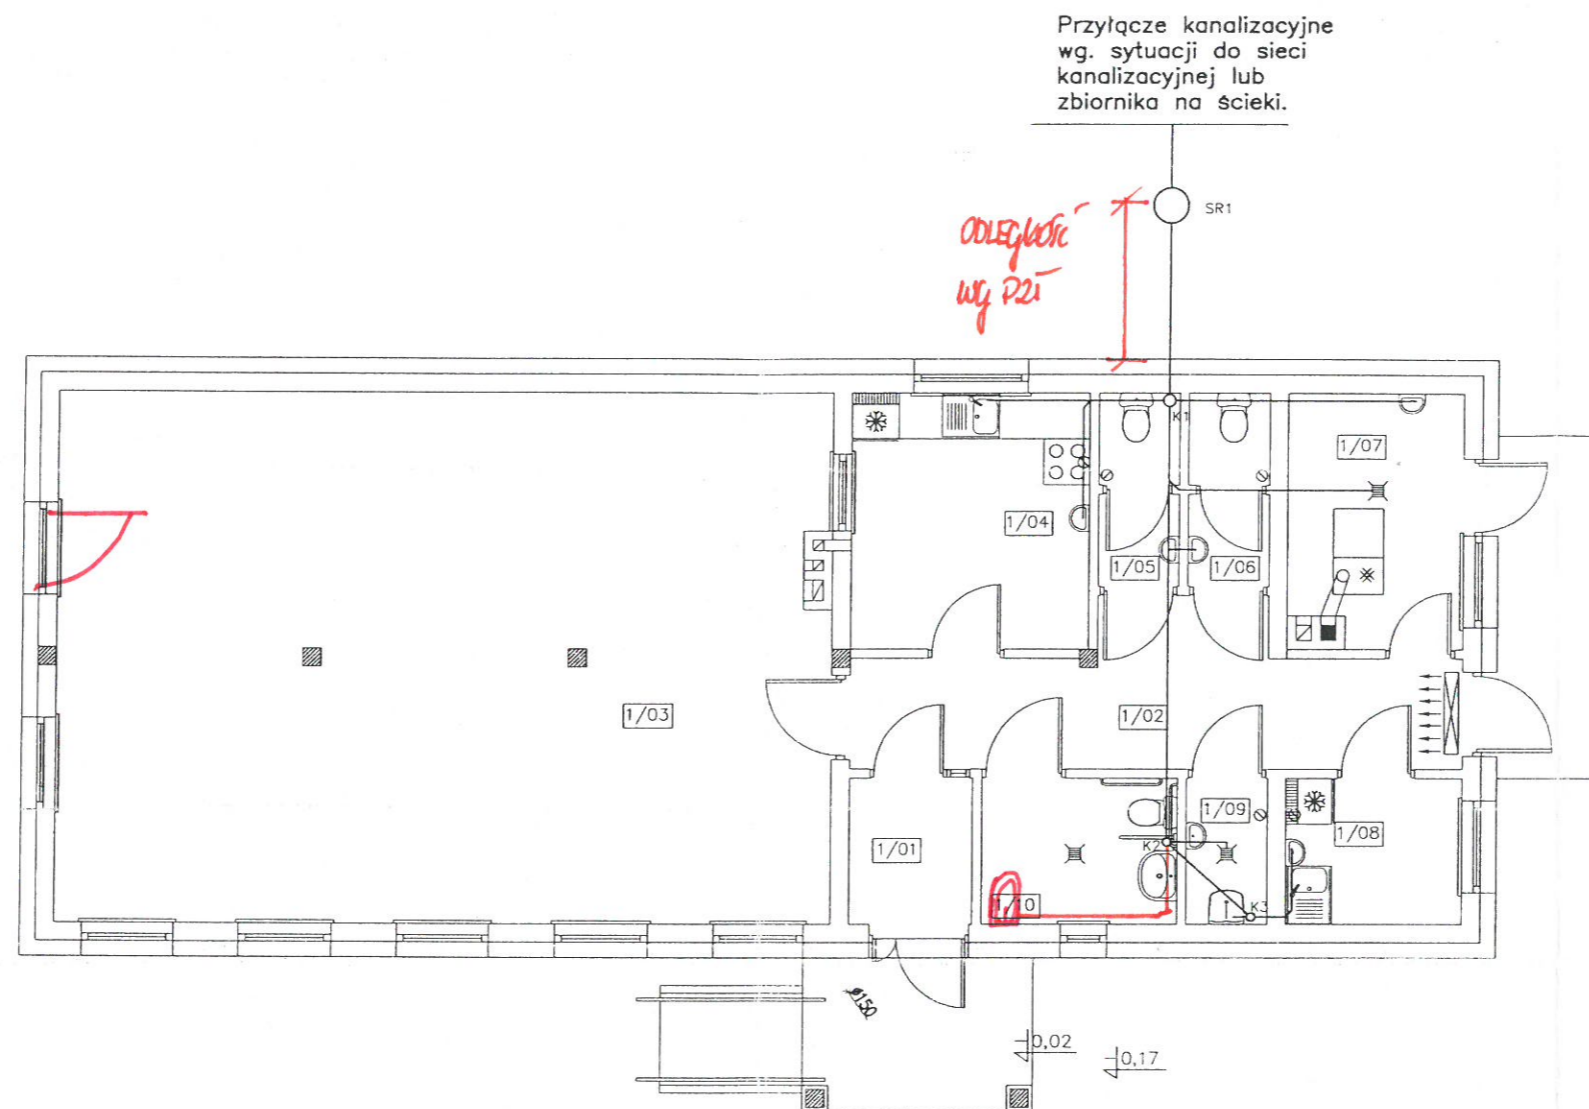 Przyłącze kanalizacyjne
wg. sytuacji do sieci
kanalizacyjnej lub
zbiornika na ścieki.
SR1
ODLEGŁOŚĆ
wg PZT
K1
1/07
1/04
1/05
1/06
1/03
1/02
1/09
1/08
1/01
K2
1/10
K3
ø150
0,02
0,17